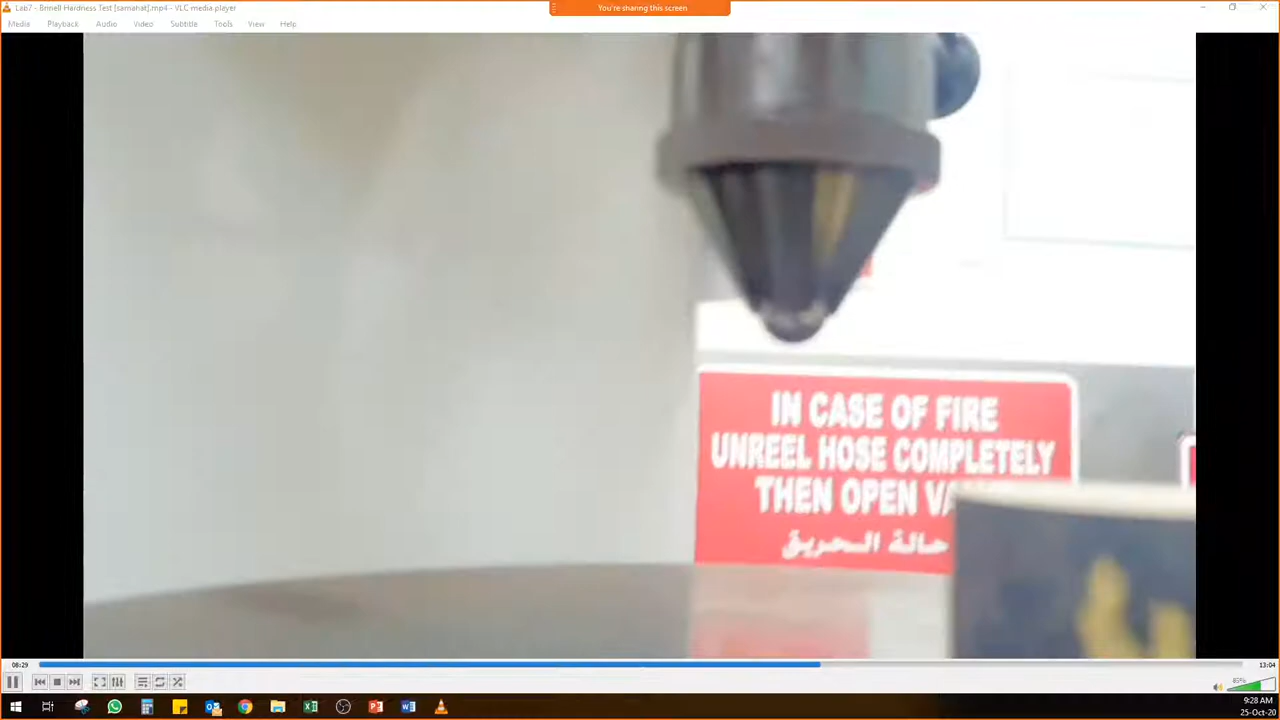 Lab7 - Brinell Hardness Test [samahat].mp4 - VLC media player
You're sharing this screen
Media Playback Audio Video Subtitle Tools View Help
IN CASE OF FIRE
UNREEL HOSE COMPLETELY
THEN OPEN
حالة الحريق
08:29
13:04
83%
9:28 AM
25-Oct-20